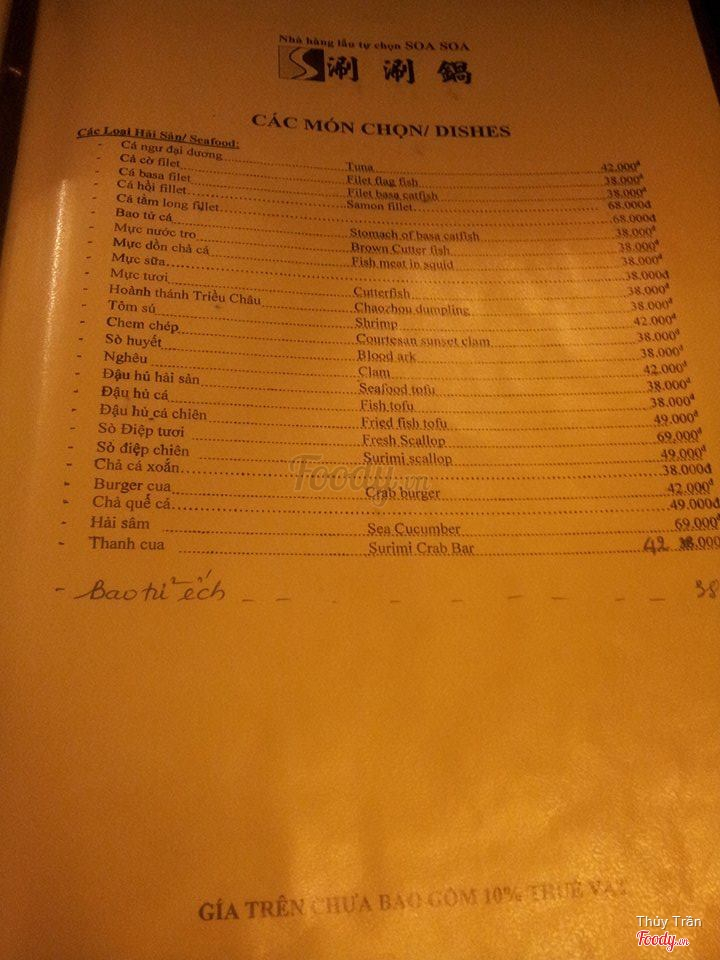 Nhà hàng lẩu tự chọn SOA SOA
涮 涮 鍋
CÁC MÓN CHỌN/ DISHES
Các Loại Hải Sản/ Seafood:
- Cá ngư đại dương Tuna 42.000đ
- Cả cờ filet Filet flag fish 38.000đ
- Cá basa filet Filet basa catfish 38.000đ
- Cá hồi fillet Samon fillet 68.000đ
- Cá tầm long fillet 68.000đ
- Bao tử cá Stomach of basa catfish 38.000đ
- Mực nước tro Brown Cutter fish 38.000đ
- Mực dồn chả cá Fish meat in squid 38.000đ
- Mực sữa 38.000đ
- Mực tươi Cutterfish 38.000đ
- Hoành thánh Triều Châu Chaozhou dumpling 38.000đ
- Tôm sú Shrimp 42.000đ
- Chem chép Courtesan sunset clam 38.000đ
- Sò huyết Blood ark 38.000đ
- Nghêu Clam 42.000đ
- Đậu hủ hải sản Seafood tofu 38.000đ
- Đậu hủ cá Fish tofu 38.000đ
- Đậu hủ cá chiên Fried fish tofu 49.000đ
- Sò Điệp tươi Fresh Scallop 69.000đ
- Sò điệp chiên Surimi scallop 49.000đ
- Chả cá xoắn 38.000đ
- Burger cua Crab burger 42.000đ
- Chả quế cá 49.000đ
- Hải sâm Sea Cucumber 69.000đ
- Thanh cua Surimi Crab Bar 42 38.000
- Bao tử ếch 38
GÍA TRÊN CHƯA BAO GỒM 10% THUẾ VAT
Foody.vn
Thúy Trân
Foody.vn